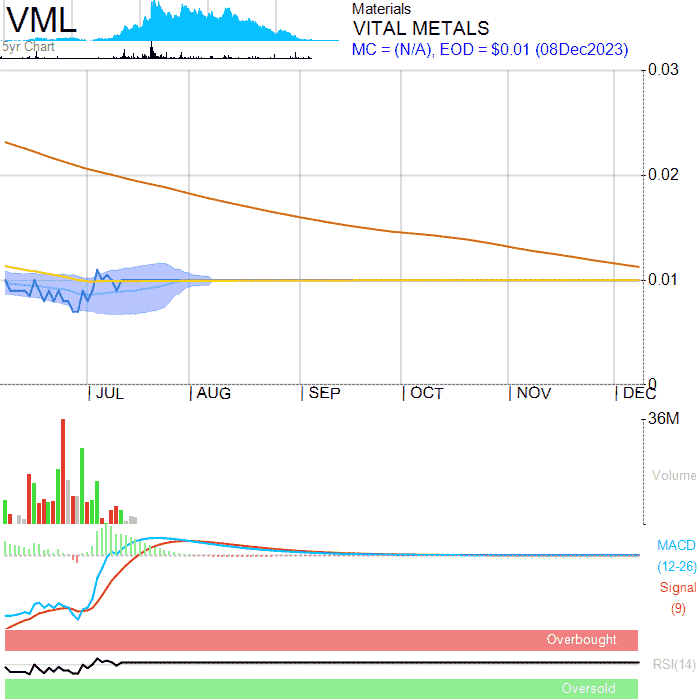 VML
5yr Chart
Materials
VITAL METALS
MC = (N/A), EOD = $0.01 (08Dec2023)
0.03
0.02
0.01
0
| JUL | AUG | SEP | OCT | NOV | DEC
36M
Volume
MACD
(12-26)
Signal
(9)
Overbought
RSI(14)
Oversold